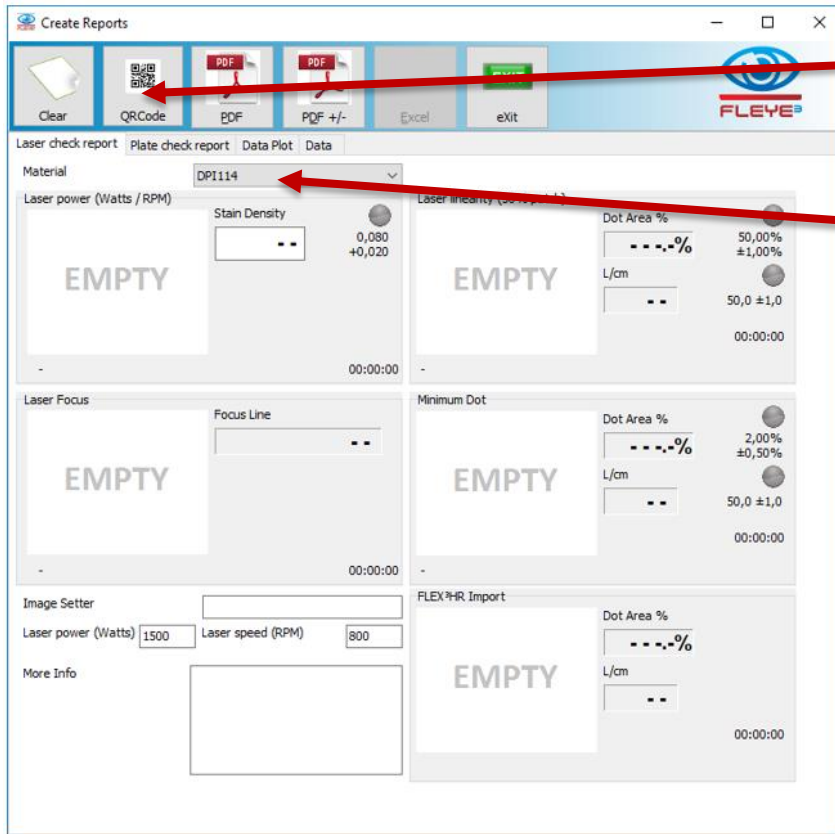 Create Reports
Clear QRCode PDF PDF +/- Excel eXit
PDF PDF EXIT
FLEYE³
Laser check report Plate check report Data Plot Data
Material DPI114
Laser power (Watts / RPM)
Stain Density
- -
0,080
+0,020
EMPTY
- 00:00:00
Laser linearity (50% patch)
Dot Area %
- - -.-%
50,00%
±1,00%
L/cm
- -
50,0 ±1,0
EMPTY
00:00:00
-
Laser Focus
Focus Line
- -
EMPTY
- 00:00:00
Minimum Dot
Dot Area %
- - -.-%
2,00%
±0,50%
L/cm
- -
50,0 ±1,0
EMPTY
00:00:00
-
Image Setter
Laser power (Watts) 1500 Laser speed (RPM) 800
More Info
FLEX³HR Import
Dot Area %
- - -.-%
L/cm
- -
EMPTY
00:00:00